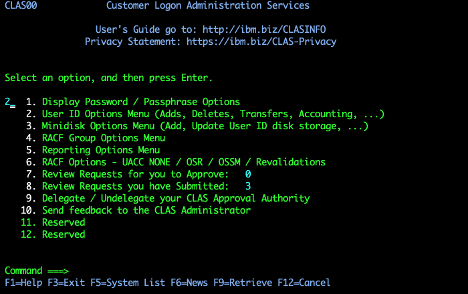 CLAS00 Customer Logon Administration Services
User's Guide go to: http://ibm.biz/CLASINFO
Privacy Statement: https://ibm.biz/CLAS-Privacy
Select an option, and then press Enter.
2_ 1. Display Password / Passphrase Options
2. User ID Options Menu (Adds, Deletes, Transfers, Accounting, ...)
3. Minidisk Options Menu (Add, Update User ID disk storage, ...)
4. RACF Group Options Menu
5. Reporting Options Menu
6. RACF Options - UACC NONE / OSR / OSSM / Revalidations
7. Review Requests for you to Approve: 0
8. Review Requests you have Submitted: 3
9. Delegate / Undelegate your CLAS Approval Authority
10. Send feedback to the CLAS Administrator
11. Reserved
12. Reserved
Command ===>
F1=Help F3=Exit F5=System List F6=News F9=Retrieve F12=Cancel